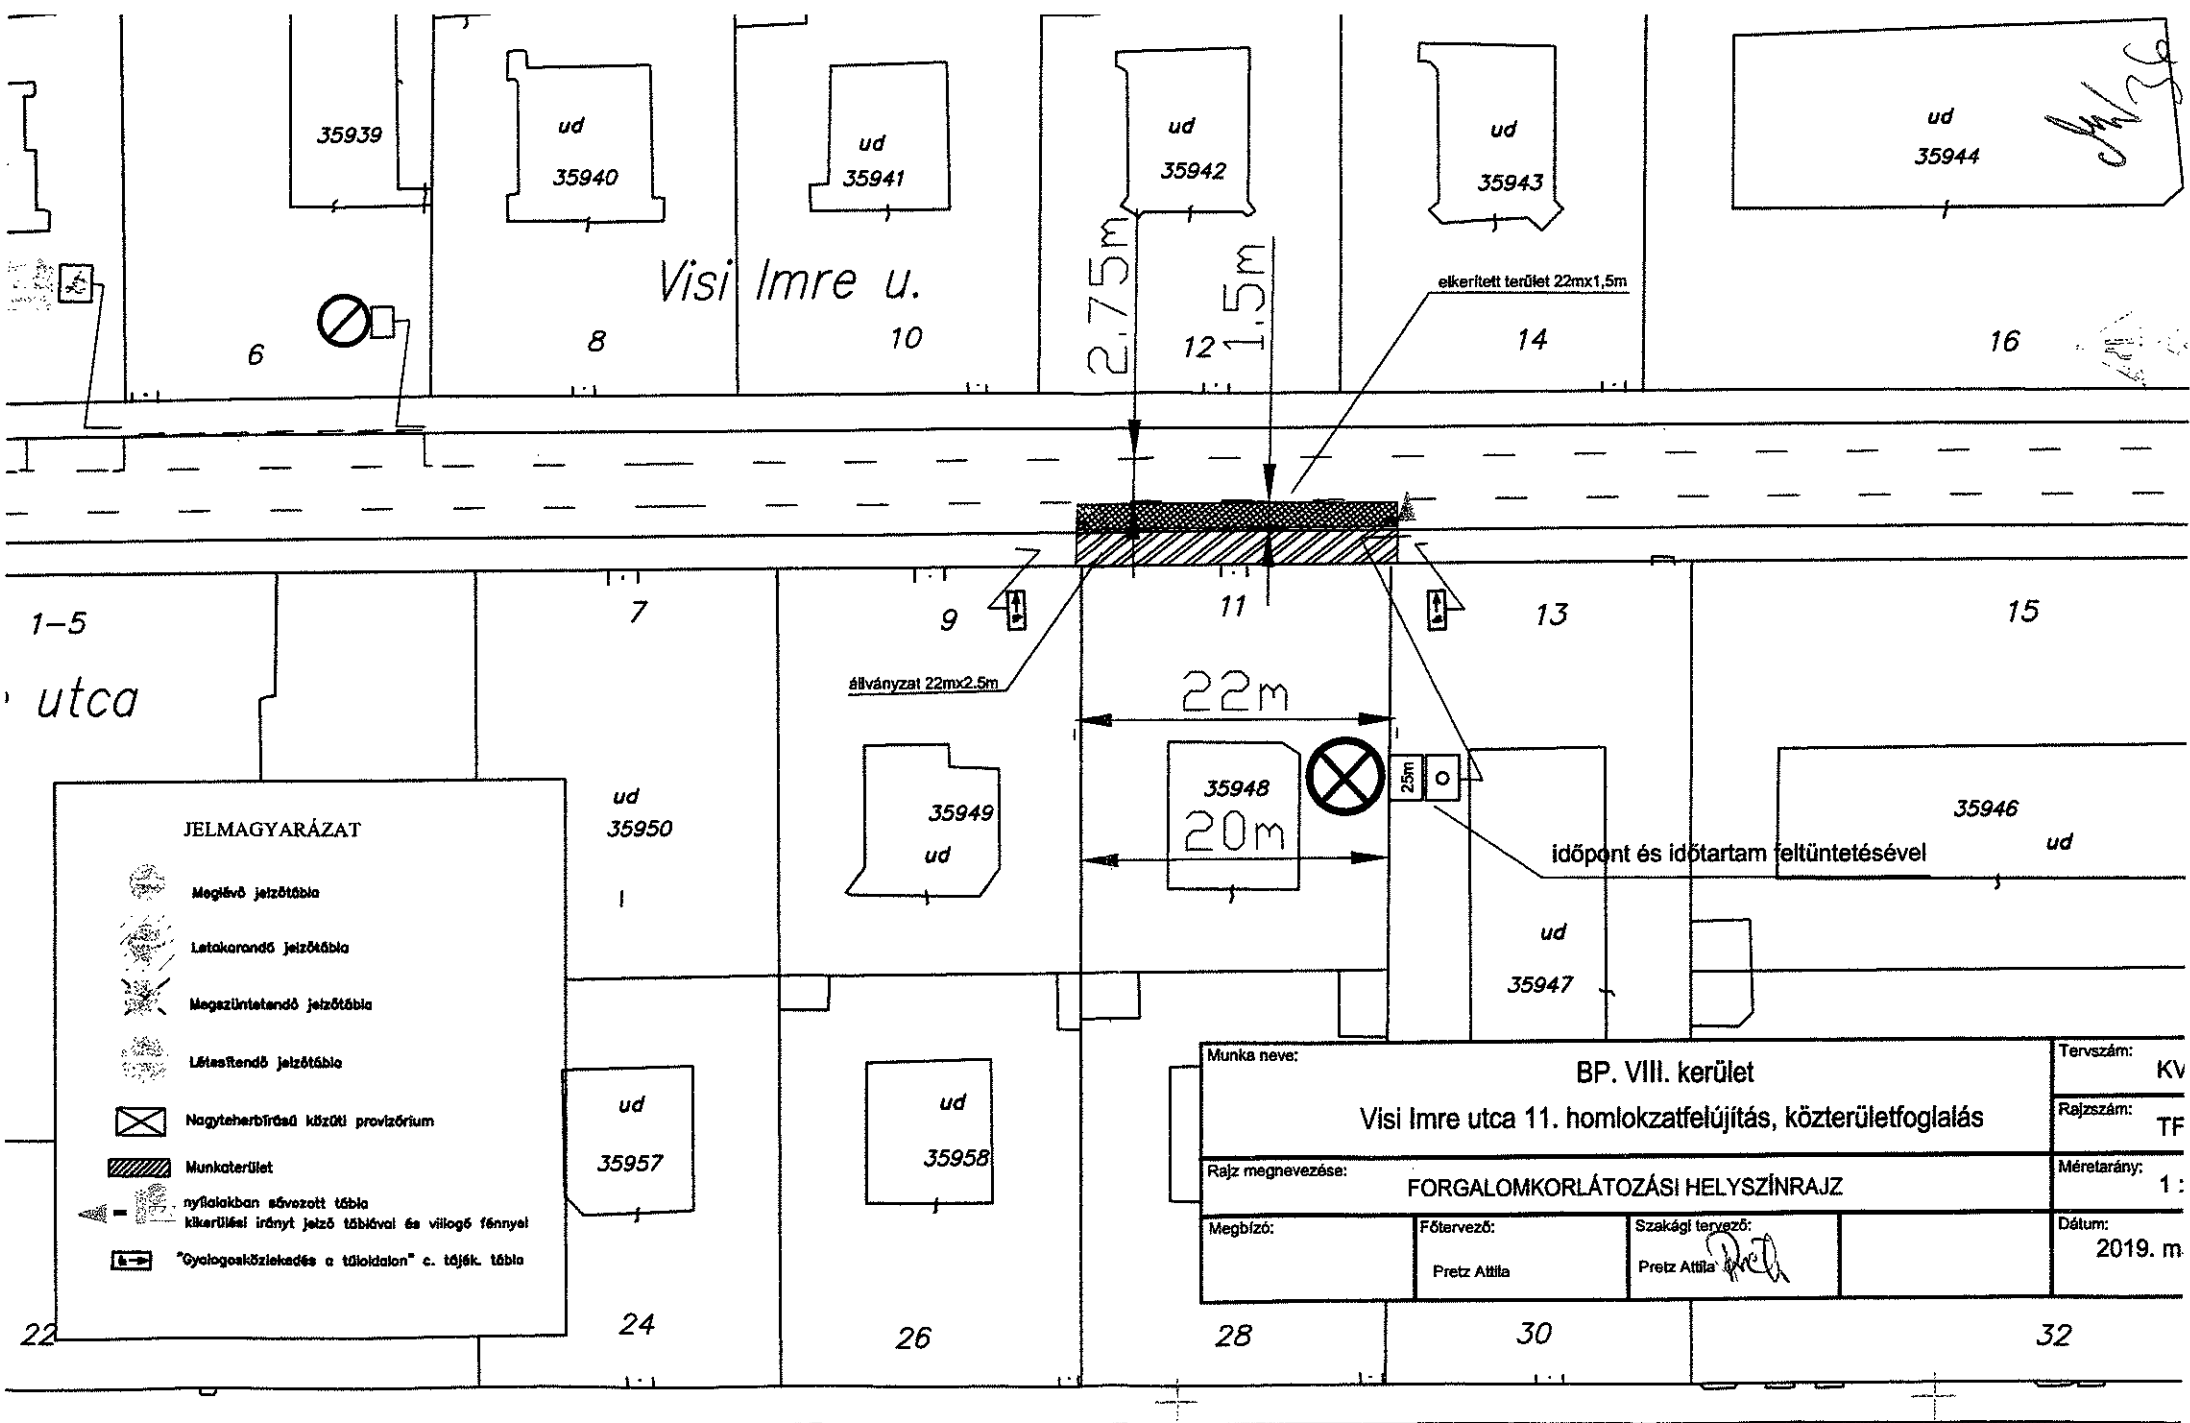 35939
ud
35940
ud
35941
ud
35942
ud
35943
ud
35944
Visi Imre u.
2.75m
1.5m
elkerített terület 22mx1,5m
6
8
10
12
14
16
1-5
7
9
11
13
15
utca
állványzat 22mx2.5m
22m
35948
20m
25m
időpont és időtartam feltüntetésével
ud
35950
35949
ud
35946
ud
ud
35947
JELMAGYARÁZAT
Meglévő jelzőtábla
Letakarandó jelzőtábla
Megszüntetendő jelzőtábla
Létesítendő jelzőtábla
Nagyteherbírású közúti provizórium
Munkaterület
nyílalakban sávozott tábla
kikerülési irányt jelző táblával és villogó fénnyel
"Gyalogosközlekedés a túloldalon" c. tájék. tábla
ud
35957
ud
35958
Munka neve:
BP. VIII. kerület
Visi Imre utca 11. homlokzatfelújítás, közterületfoglalás
Tervszám:
KV
Rajzszám:
TF
Rajz megnevezése:
FORGALOMKORLÁTOZÁSI HELYSZÍNRAJZ
Méretarány:
1 :
Megbízó:
Főtervező:
Pretz Attila
Szakági tervező:
Pretz Attila
Dátum:
2019. m
22
24
26
28
30
32